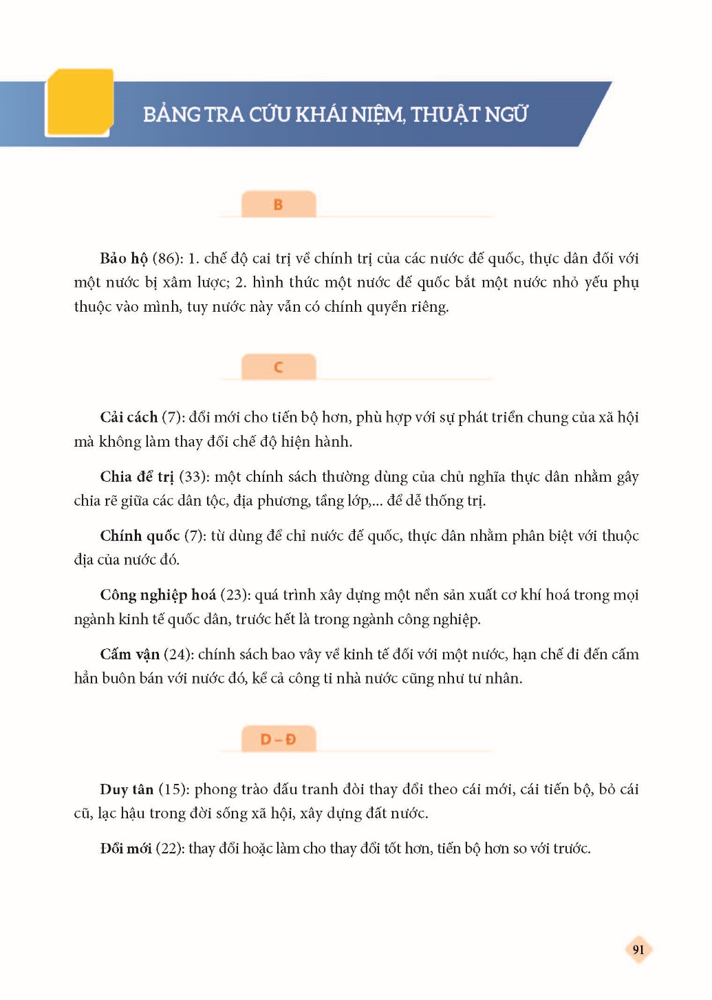 BẢNG TRA CỨU KHÁI NIỆM, THUẬT NGỮ
B
Bảo hộ (86): 1. chế độ cai trị về chính trị của các nước đế quốc, thực dân đối với
một nước bị xâm lược; 2. hình thức một nước đế quốc bắt một nước nhỏ yếu phụ
thuộc vào mình, tuy nước này vẫn có chính quyền riêng.
C
Cải cách (7): đổi mới cho tiến bộ hơn, phù hợp với sự phát triển chung của xã hội
mà không làm thay đổi chế độ hiện hành.
Chia để trị (33): một chính sách thường dùng của chủ nghĩa thực dân nhằm gây
chia rẽ giữa các dân tộc, địa phương, tầng lớp,... để dễ thống trị.
Chính quốc (7): từ dùng để chỉ nước đế quốc, thực dân nhằm phân biệt với thuộc
địa của nước đó.
Công nghiệp hoá (23): quá trình xây dựng một nền sản xuất cơ khí hoá trong mọi
ngành kinh tế quốc dân, trước hết là trong ngành công nghiệp.
Cấm vận (24): chính sách bao vây về kinh tế đối với một nước, hạn chế đi đến cấm
hẳn buôn bán với nước đó, kể cả công ti nhà nước cũng như tư nhân.
D – Đ
Duy tân (15): phong trào đấu tranh đòi thay đổi theo cái mới, cái tiến bộ, bỏ cái
cũ, lạc hậu trong đời sống xã hội, xây dựng đất nước.
Đổi mới (22): thay đổi hoặc làm cho thay đổi tốt hơn, tiến bộ hơn so với trước.
91